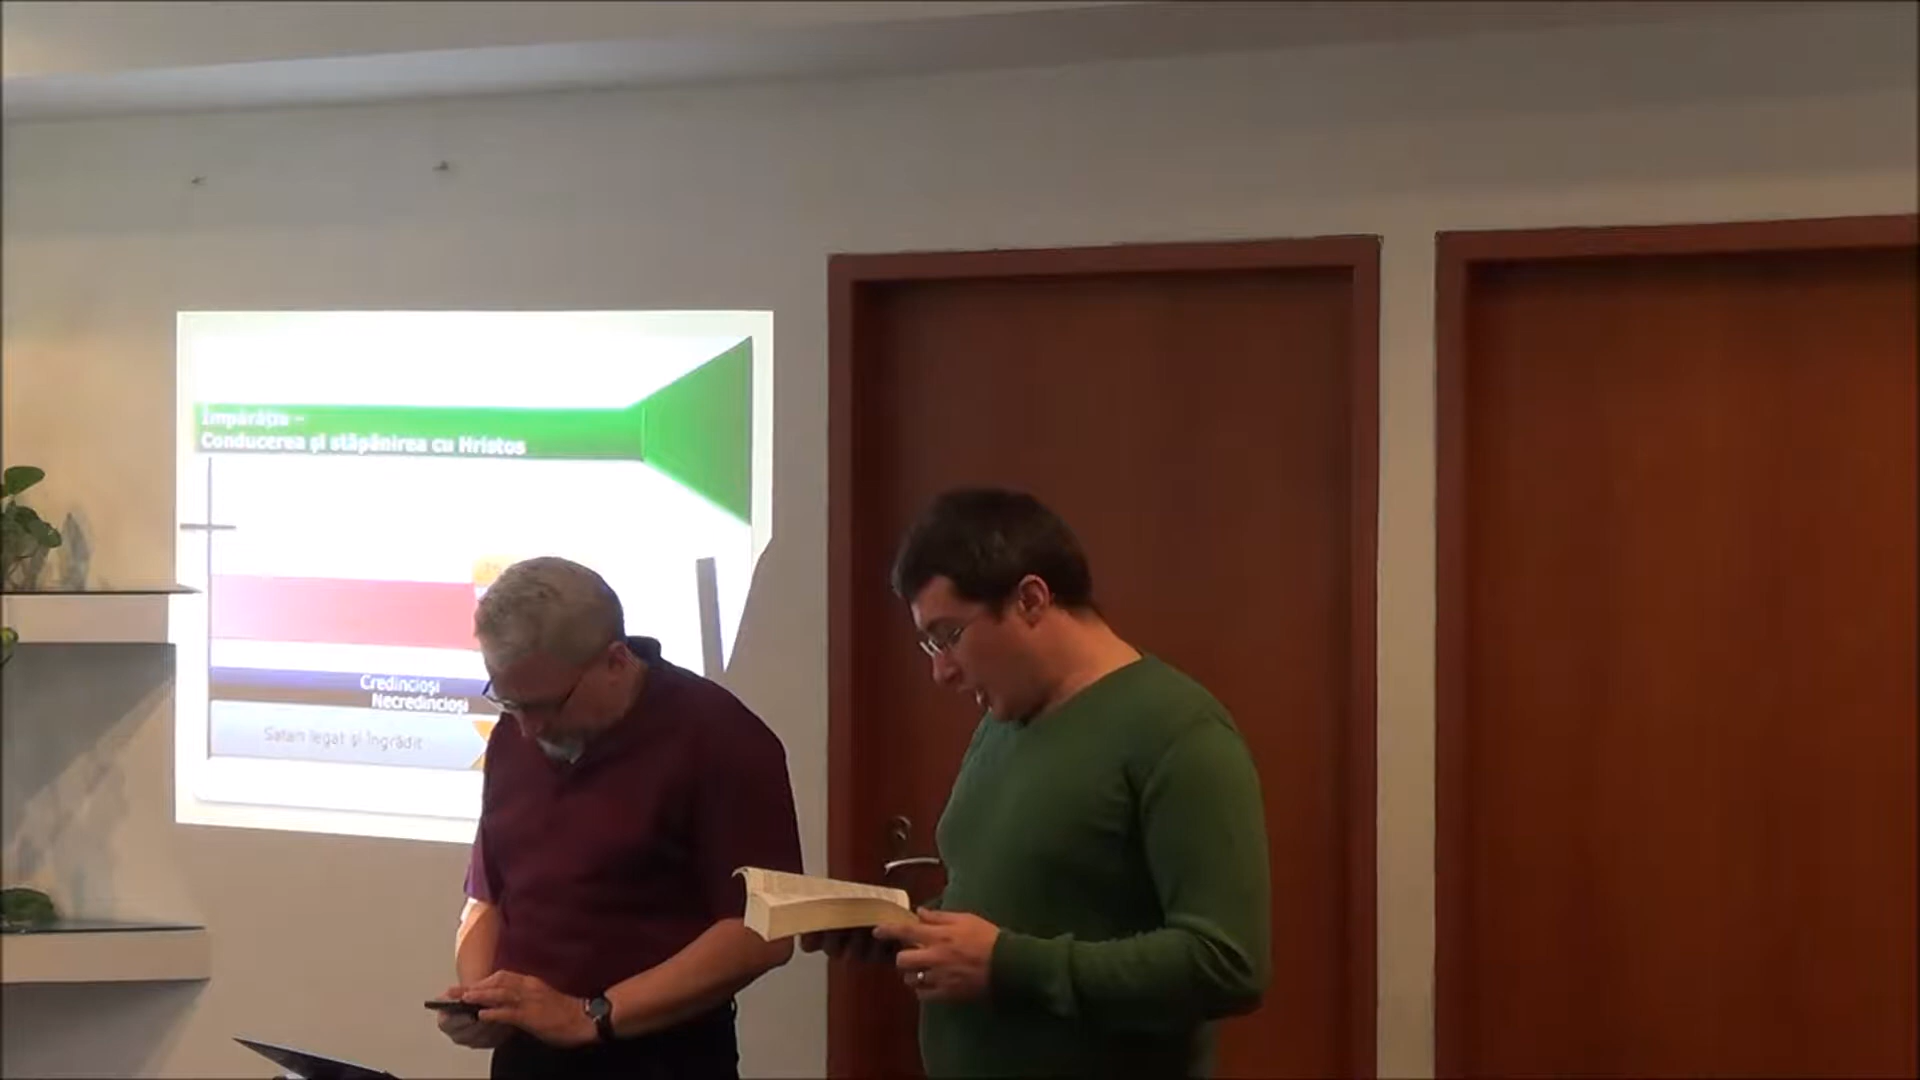 Împărăția –
Conducerea și stăpânirea cu Hristos
Credincioși
Necredincioși
Satan legat și îngrădit